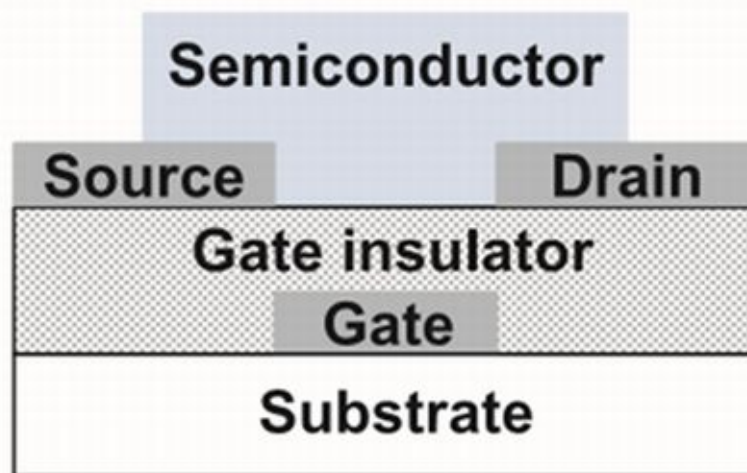 Semiconductor
Source
Drain
Gate insulator
Gate
Substrate